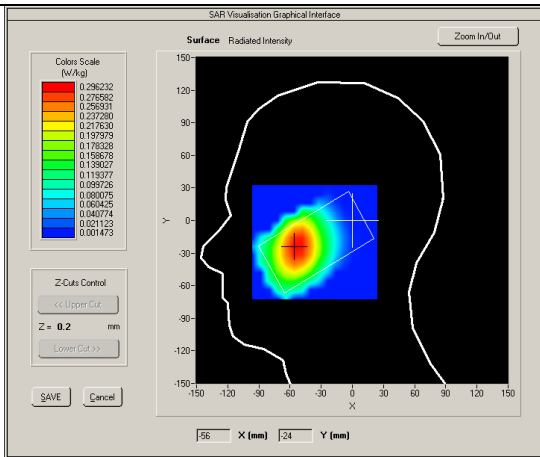 SAR Visualisation Graphical Interface
Surface Radiated Intensity
Zoom In/Out
Colors Scale
(W/kg)
0.296232
0.276582
0.256931
0.237280
0.217630
0.197979
0.178328
0.158678
0.139027
0.119377
0.099726
0.080075
0.060425
0.040774
0.021123
0.001473
Z-Cuts Control
<< Upper Cut
Z = 0.2 mm
Lower Cut >>
SAVE Cancel
150
120
90
60
30
0
-30
-60
-90
-120
-150
Y
-150 -120 -90 -60 -30 0 30 60 90 120 150
X
-56 X (mm) -24 Y (mm)